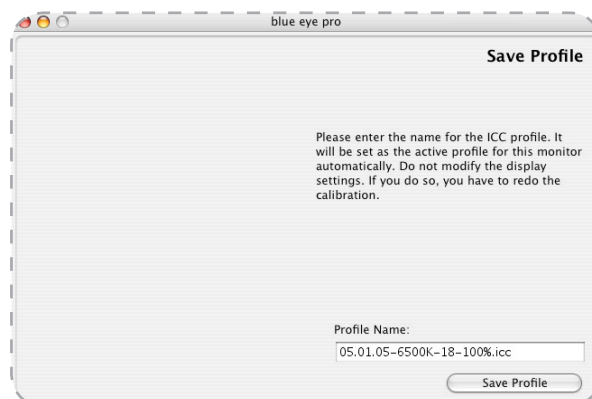 blue eye pro
Save Profile
Please enter the name for the ICC profile. It
will be set as the active profile for this monitor
automatically. Do not modify the display
settings. If you do so, you have to redo the
calibration.
Profile Name:
05.01.05-6500K-18-100%.icc
Save Profile